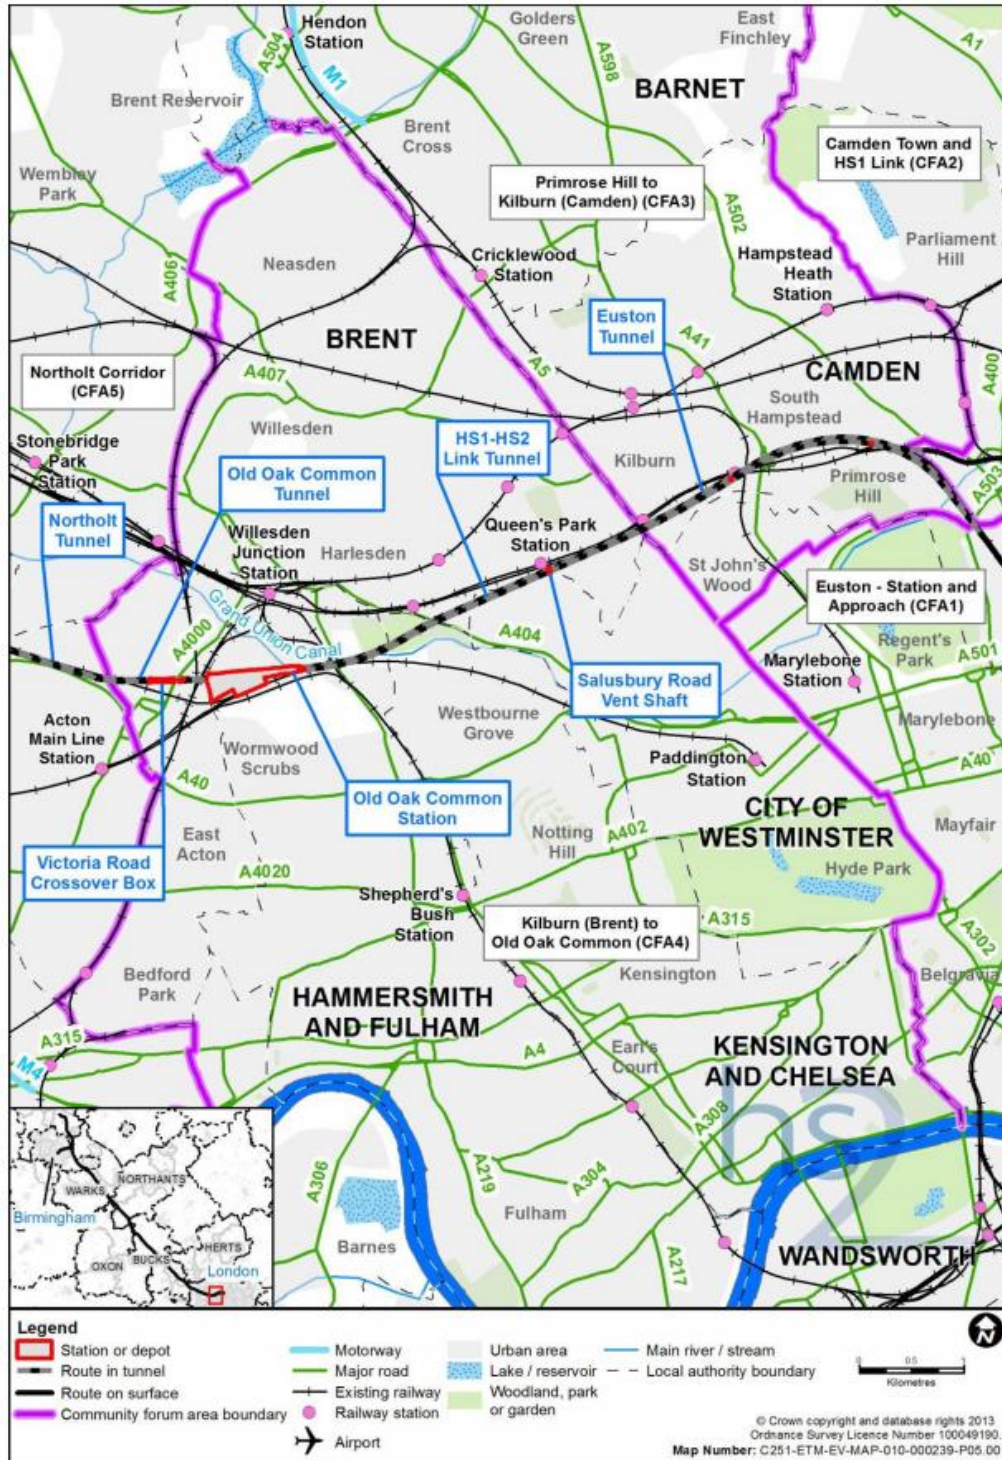 Hendon
Station
Golders
Green
East
Finchley
A504
M1
A598
A1
BARNET
Brent Reservoir
Brent
Cross
Camden Town and
HS1 Link (CFA2)
Wembley
Park
Primrose Hill to
Kilburn (Camden) (CFA3)
A502
Parliament
Hill
Hampstead
Heath
Station
Cricklewood
Station
Neasden
A406
Euston
Tunnel
BRENT
A41
A5
A400
CAMDEN
Northolt Corridor
(CFA5)
A407
South
Hampstead
Willesden
HS1-HS2
Link Tunnel
Stonebridge
Park
Station
Old Oak Common
Tunnel
Kilburn
Primrose
Hill
A503
Northolt
Tunnel
Willesden
Junction
Station
Harlesden
Queen's Park
Station
St John's
Wood
Euston - Station and
Approach (CFA1)
Grand Union Canal
A4000
A404
Regent's
Park
A501
Marylebone
Station
Salusbury Road
Vent Shaft
Acton
Main Line
Station
Westbourne
Grove
Marylebone
Wormwood
Scrubs
Paddington
Station
A40
A40
Old Oak Common
Station
CITY OF
WESTMINSTER
Mayfair
East
Acton
Notting
Hill
A402
Victoria Road
Crossover Box
A4020
Hyde Park
Shepherd's
Bush
Station
Kilburn (Brent) to
Old Oak Common (CFA4)
A315
A302
Bedford
Park
Kensington
Belgravia
HAMMERSMITH
AND FULHAM
A315
A4
Earl's
Court
KENSINGTON
AND CHELSEA
M4
A308
hs2
A306
A219
A304
Fulham
Barnes
A217
WANDSWORTH
WARKS
NORTHANTS
Birmingham
OXON
BUCKS
HERTS
London
Legend
Station or depot
Route in tunnel
Route on surface
Community forum area boundary
Motorway
Major road
Existing railway
Railway station
Airport
Urban area
Lake / reservoir
Woodland, park
or garden
Main river / stream
Local authority boundary
N
0 0.5 1
Kilometres
© Crown copyright and database rights 2013.
Ordnance Survey Licence Number 100049190.
Map Number: C251-ETM-EV-MAP-010-000239-P05.00